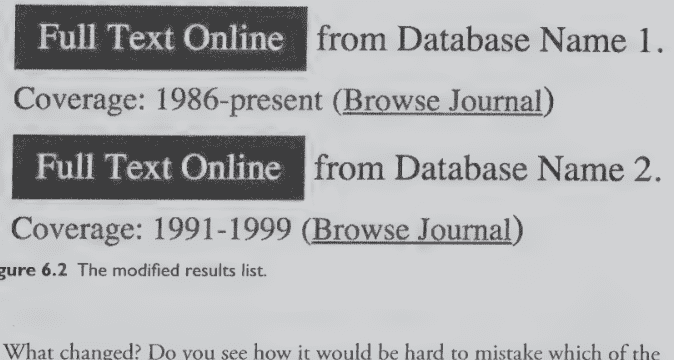 Full Text Online from Database Name 1.
Coverage: 1986-present (Browse Journal)
Full Text Online from Database Name 2.
Coverage: 1991-1999 (Browse Journal)
gure 6.2 The modified results list.
What changed? Do you see how it would be hard to mistake which of the